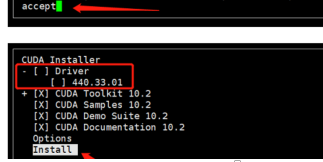 accept
CUDA Installer
- [ ] Driver
[ ] 440.33.01
+ [X] CUDA Toolkit 10.2
[X] CUDA Samples 10.2
[X] CUDA Demo Suite 10.2
[X] CUDA Documentation 10.2
Options
Install